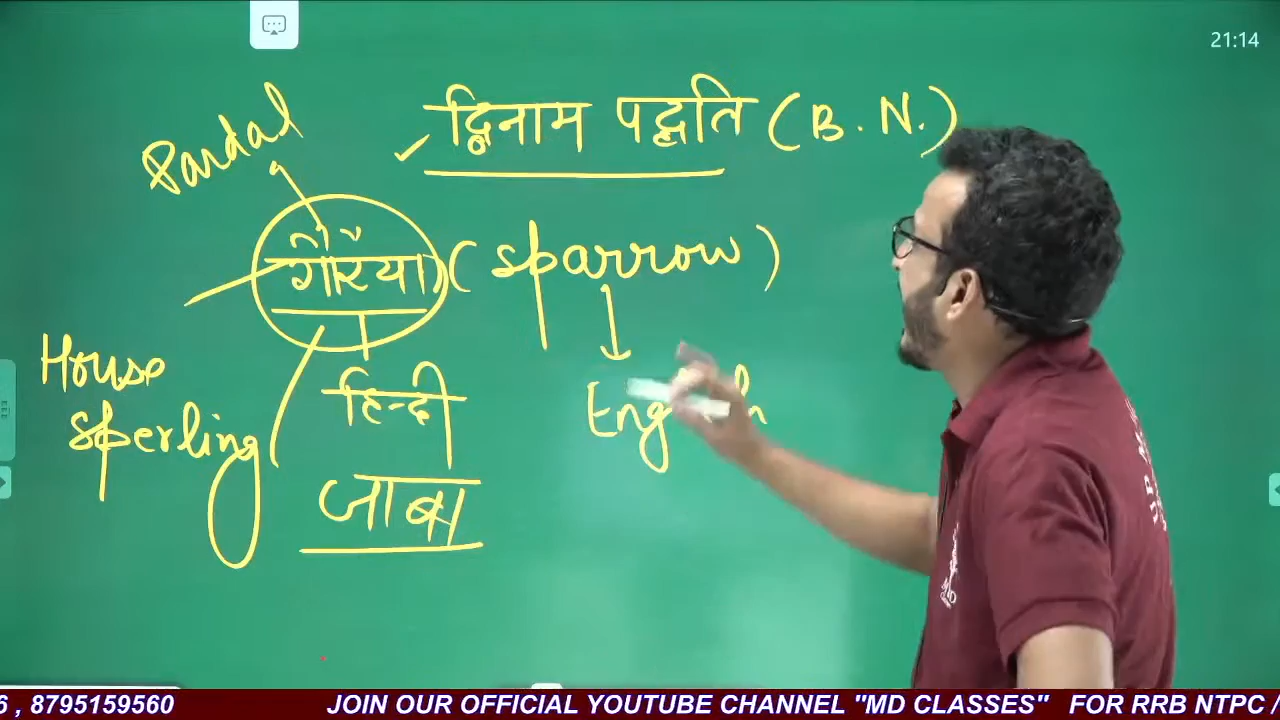 21:14
द्विनाम पद्धति (B.N.)
Pardal
गौरैया) (sparrow)
House
sperling
हिन्दी
जाबा
6 , 8795159560 JOIN OUR OFFICIAL YOUTUBE CHANNEL "MD CLASSES" FOR RRB NTPC /